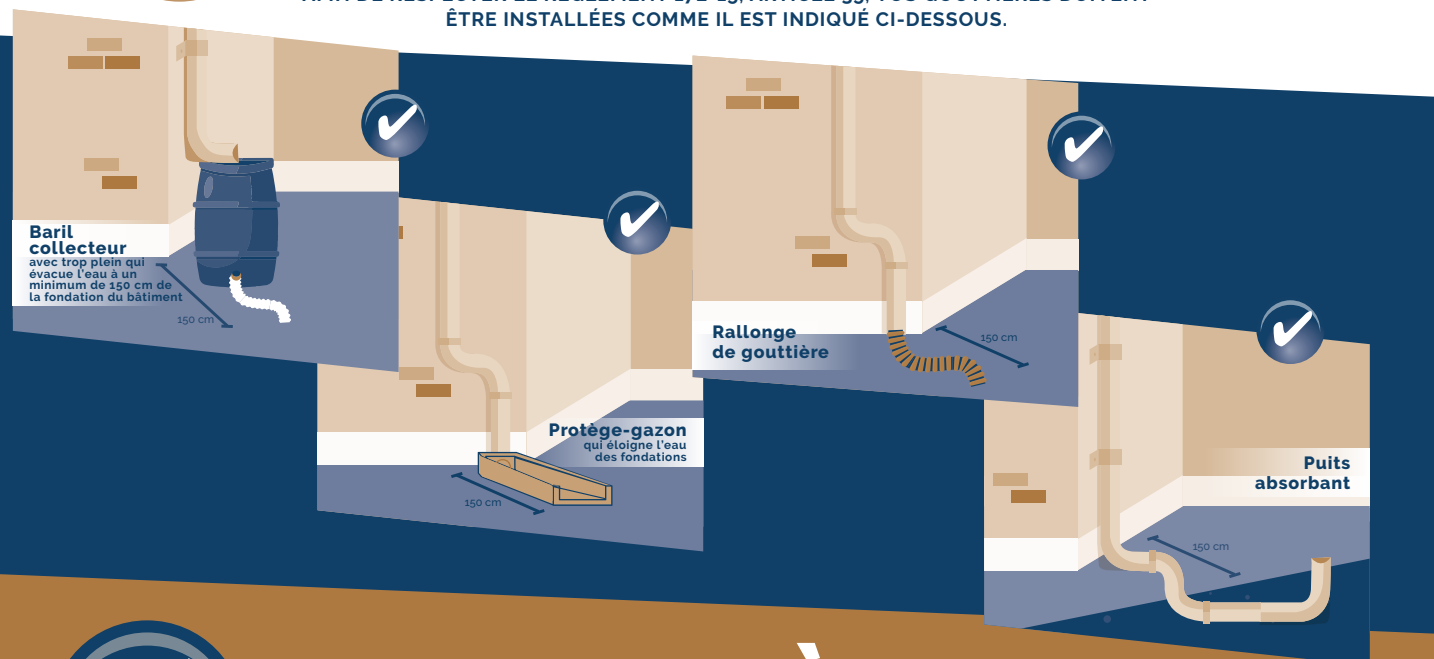 ÊTRE INSTALLÉES COMME IL EST INDIQUÉ CI-DESSOUS.
Baril
collecteur
avec trop plein qui
évacue l'eau à un
minimum de 150 cm de
la fondation du bâtiment
150 cm
Protège-gazon
qui éloigne l'eau
des fondations
150 cm
Rallonge
de gouttière
150 cm
Puits
absorbant
150 cm